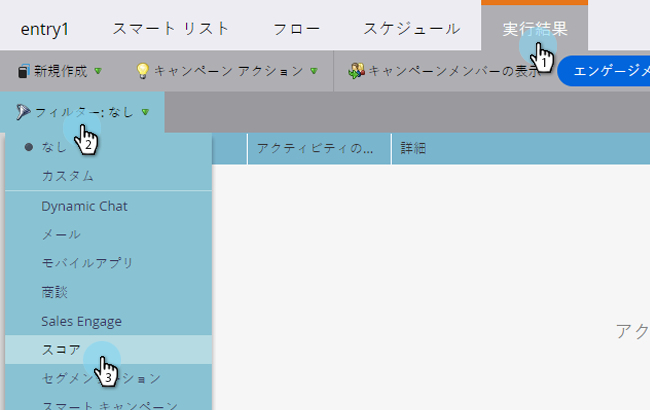 entry1 スマート リスト フロー スケジュール 実行結果
1
新規作成 キャンペーン アクション キャンペーンメンバーの表示 エンゲージメ
フィルター: なし
2
なし アクティビティの... 詳細
カスタム
Dynamic Chat
メール
モバイルアプリ
商談
Sales Engage
アク
スコア
3
セグメンテーション
スマート キャンペーン